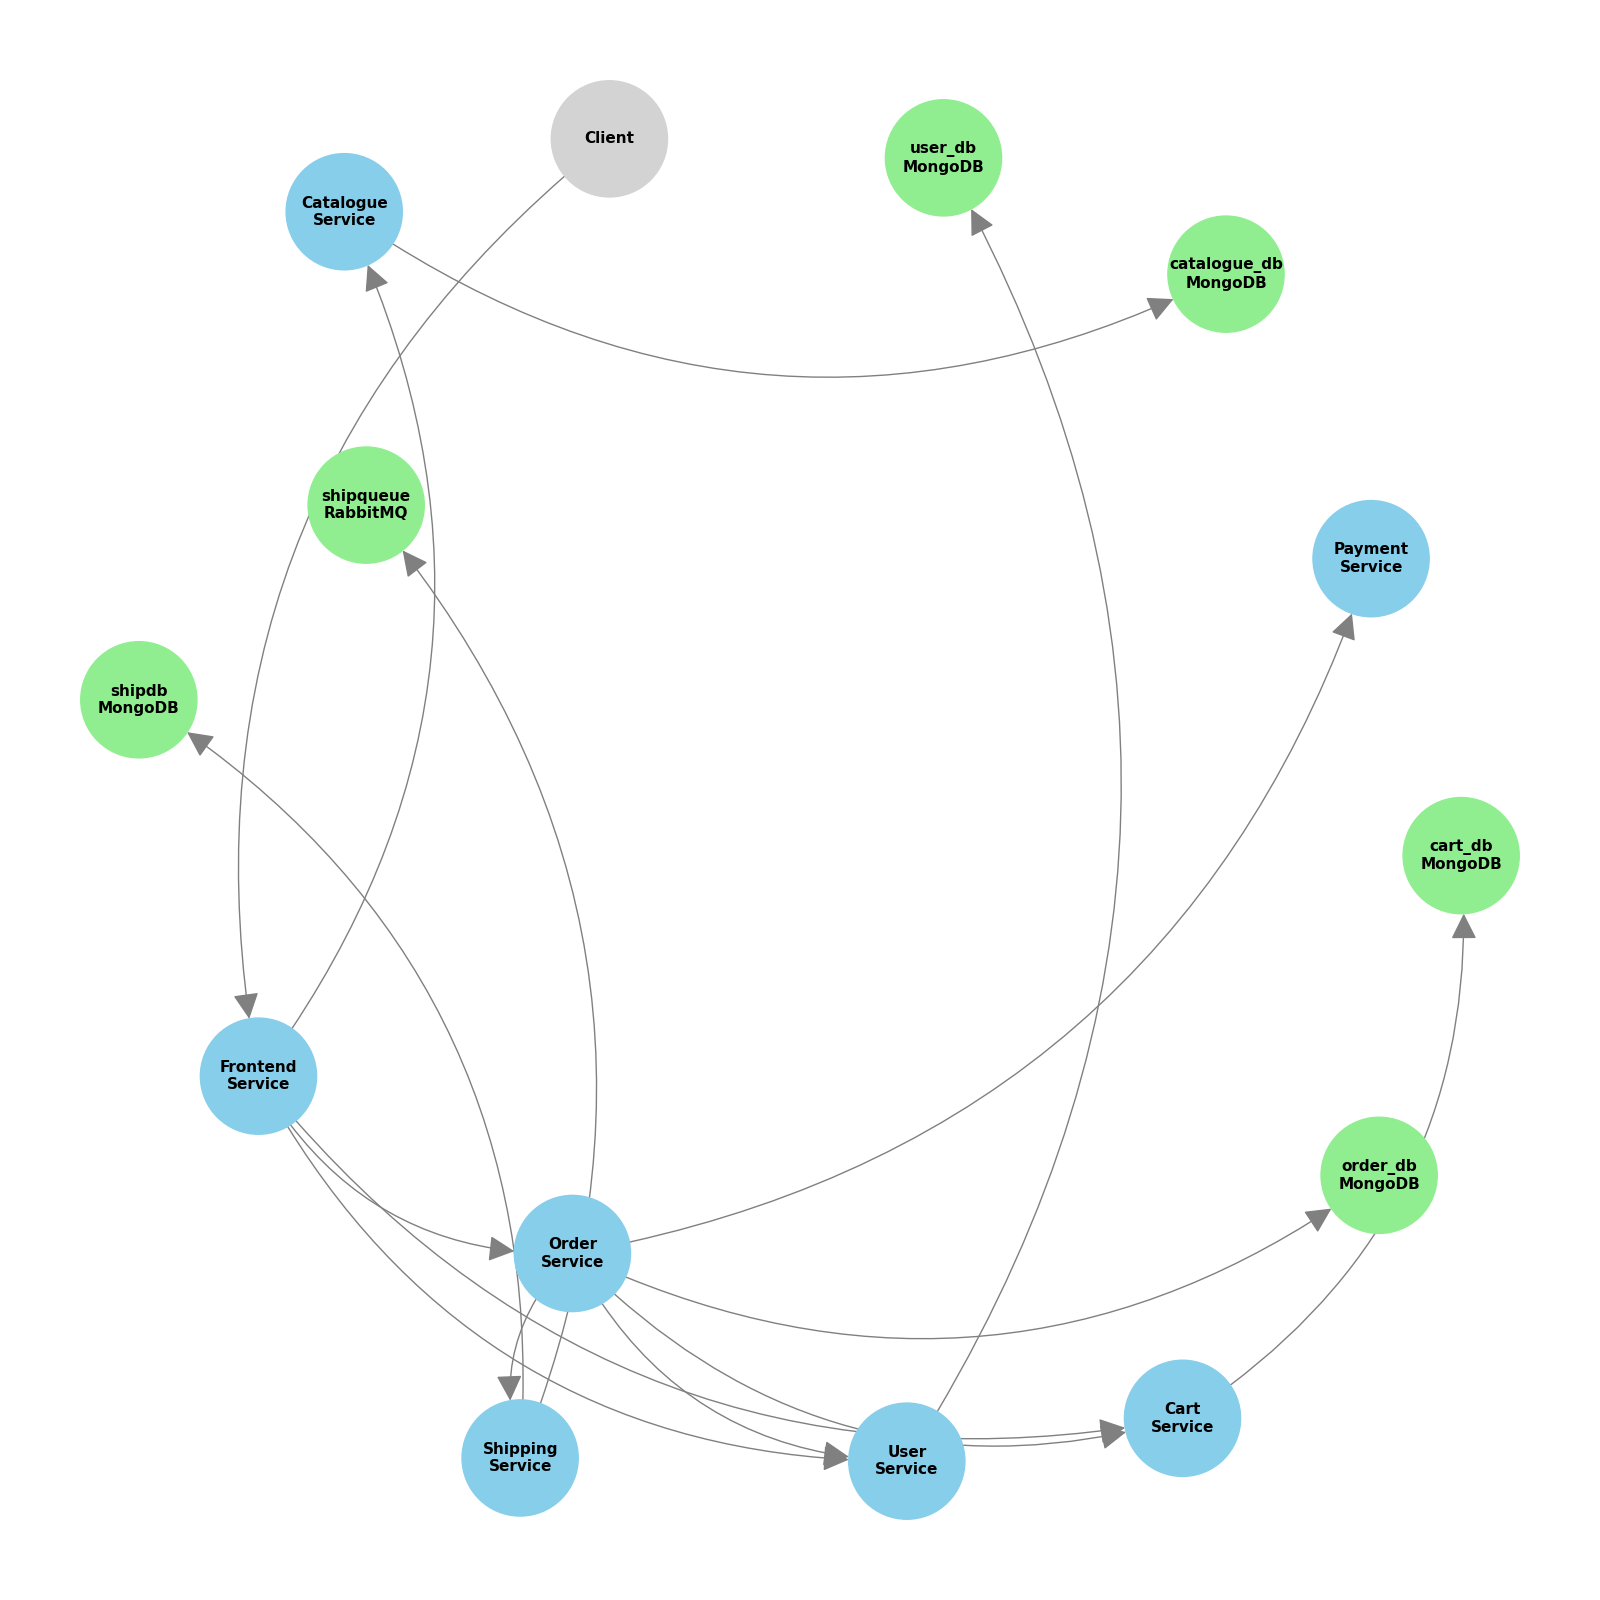 Client
user_db
MongoDB
Catalogue
Service
catalogue_db
MongoDB
shipqueue
RabbitMQ
Payment
Service
shipdb
MongoDB
cart_db
MongoDB
Frontend
Service
order_db
MongoDB
Order
Service
Cart
Service
Shipping
Service
User
Service